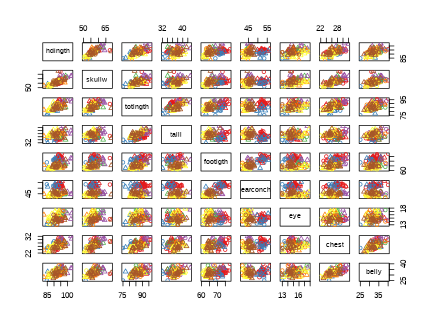 50 65 32 40 45 55 22 28
hdlngth 85
50 skullw
totlngth 75 95
32 taill
footlgth 60
45 earconch
eye 13 18
22 32 chest
belly 25 40
85 100 75 90 60 70 13 16 25 35